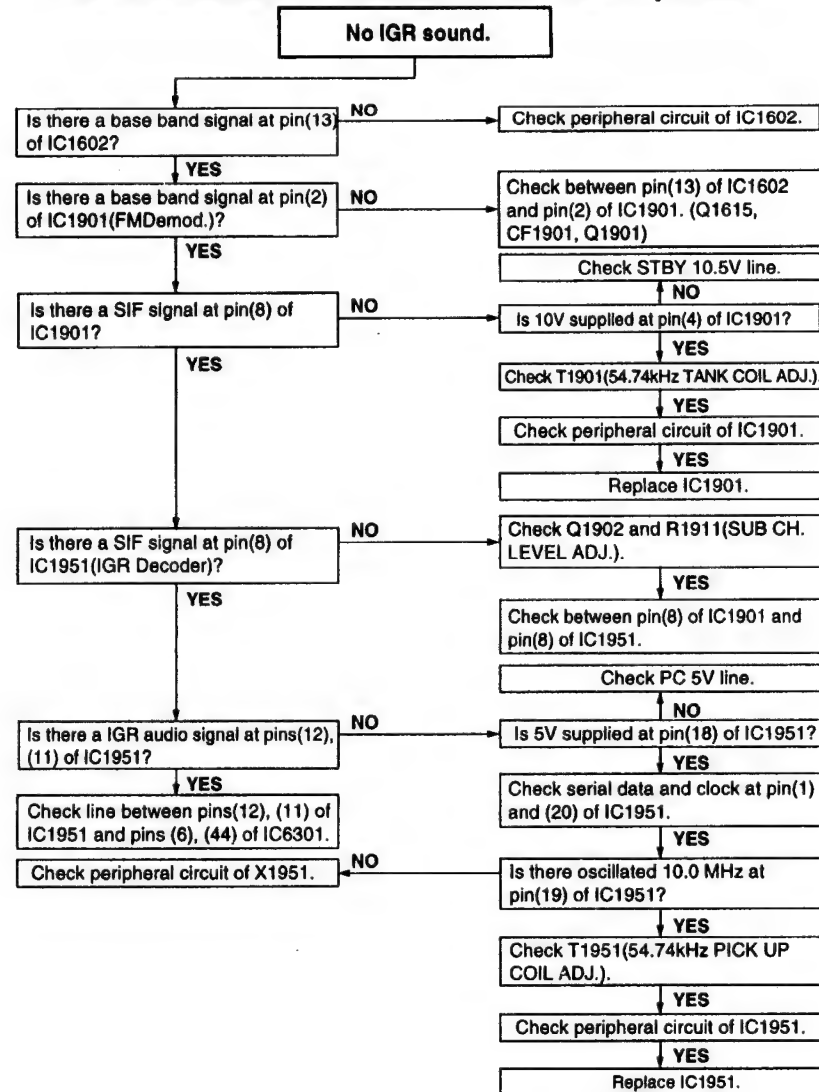 No IGR sound.
Is there a base band signal at pin(13)
of IC1602?
NO
Check peripheral circuit of IC1602.
YES
Is there a base band signal at pin(2)
of IC1901(FMDemod.)?
NO
Check between pin(13) of IC1602
and pin(2) of IC1901. (Q1615,
CF1901, Q1901)
YES
Check STBY 10.5V line.
NO
Is there a SIF signal at pin(8) of
IC1901?
NO
Is 10V supplied at pin(4) of IC1901?
YES
YES
Check T1901(54.74kHz TANK COIL ADJ.).
YES
Check peripheral circuit of IC1901.
YES
Replace IC1901.
Is there a SIF signal at pin(8) of
IC1951(IGR Decoder)?
NO
Check Q1902 and R1911(SUB CH.
LEVEL ADJ.).
YES
YES
Check between pin(8) of IC1901 and
pin(8) of IC1951.
Check PC 5V line.
NO
Is there a IGR audio signal at pins(12),
(11) of IC1951?
NO
Is 5V supplied at pin(18) of IC1951?
YES
YES
Check line between pins(12), (11) of
IC1951 and pins (6), (44) of IC6301.
Check serial data and clock at pin(1)
and (20) of IC1951.
YES
Check peripheral circuit of X1951.
NO
Is there oscillated 10.0 MHz at
pin(19) of IC1951?
YES
Check T1951(54.74kHz PICK UP
COIL ADJ.).
YES
Check peripheral circuit of IC1951.
YES
Replace IC1951.